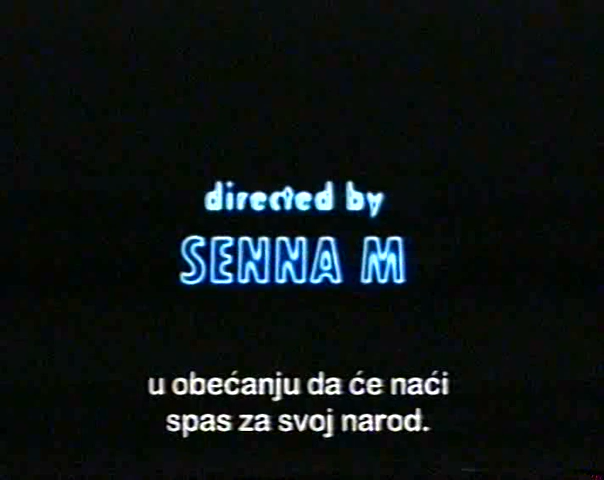 directed by
SENNA M
u obećanju da će naći
spas za svoj narod.